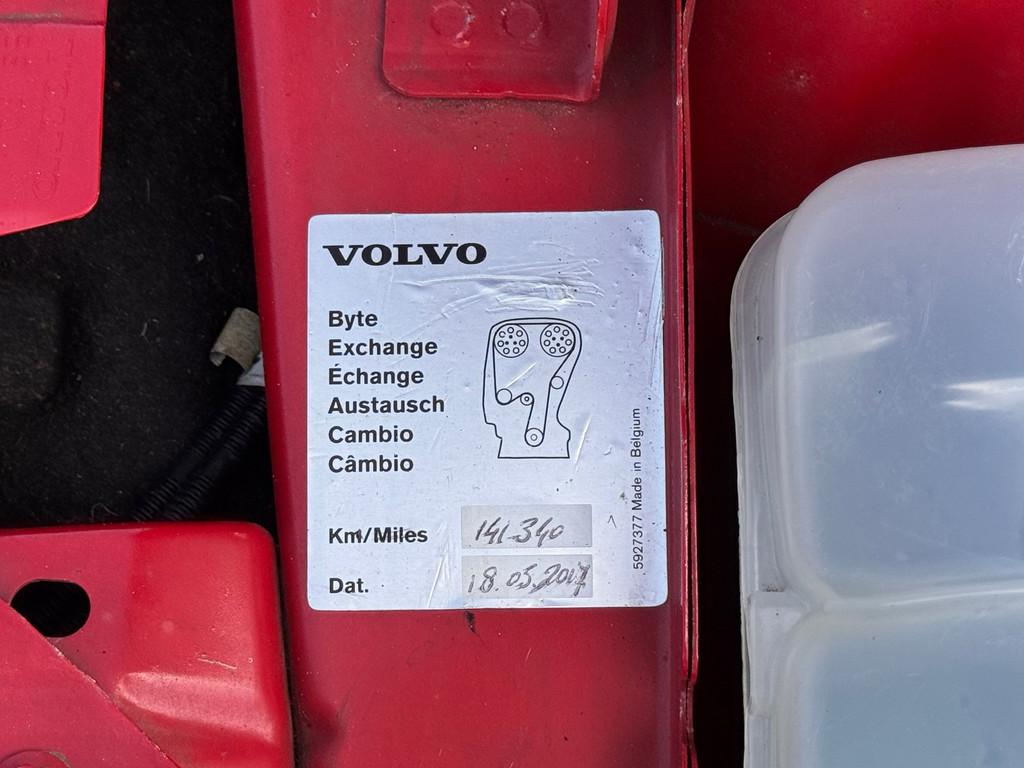 VOLVO
Byte
Exchange
Échange
Austausch
Cambio
Câmbio
Km/Miles 141.340
Dat. 18.05.2017
5927377 Made in Belgium